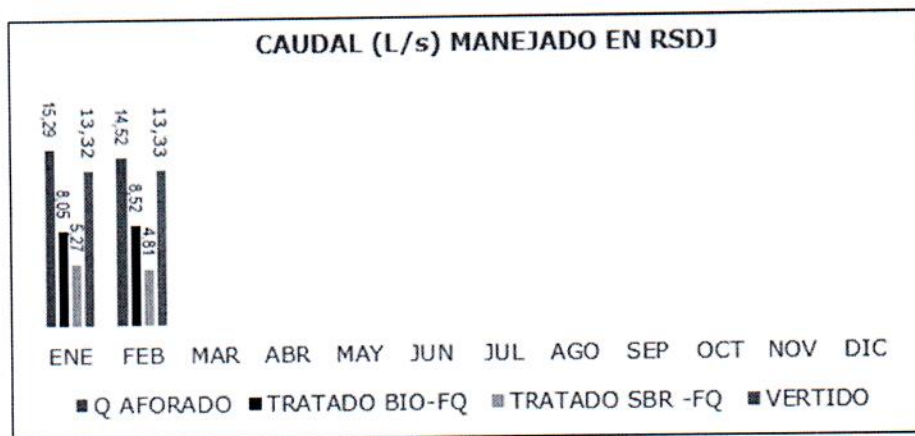 CAUDAL (L/s) MANEJADO EN RSDJ
15,29 8,05 5,27 13,32 14,52 8,52 4,81 13,33
ENE FEB MAR ABR MAY JUN JUL AGO SEP OCT NOV DIC
Q AFORADO TRATADO BIO-FQ TRATADO SBR -FQ VERTIDO